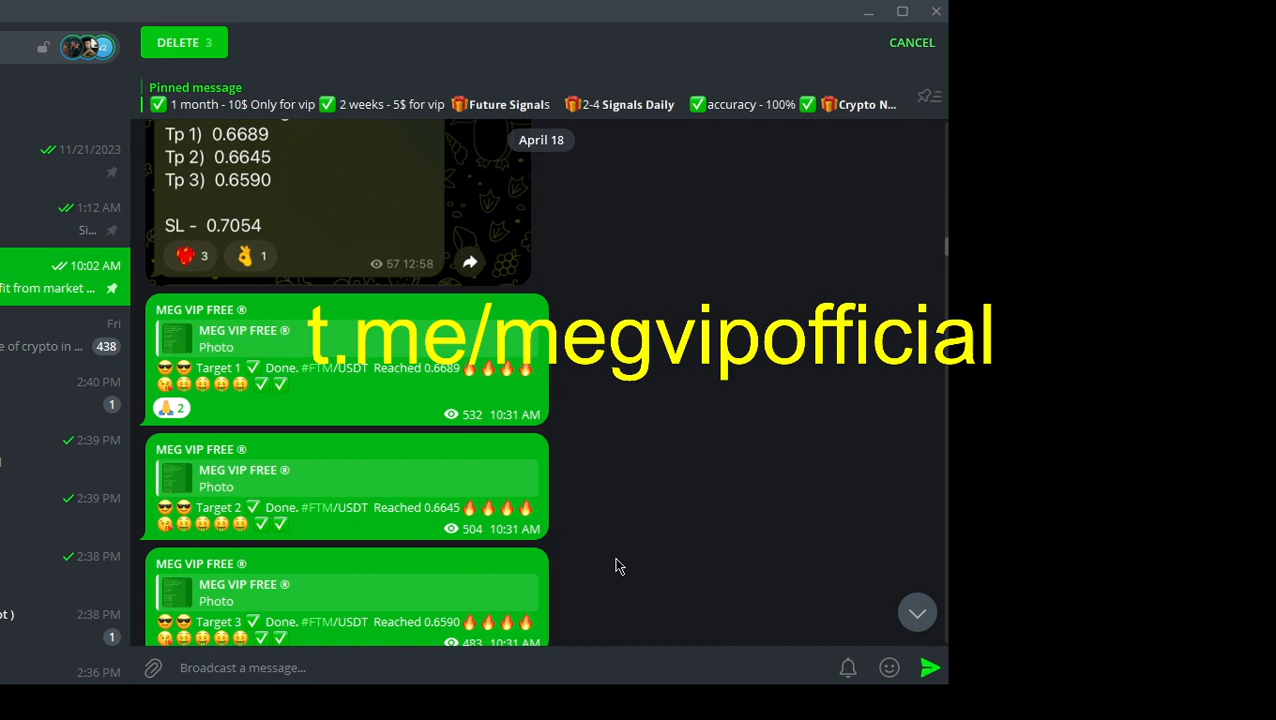 DELETE 3
CANCEL
Pinned message
✅ 1 month - 10$ Only for vip ✅ 2 weeks - 5$ for vip 🎁Future Signals 🎁2-4 Signals Daily ✅accuracy - 100% ✅ 🎁Crypto N...
April 18
Tp 1) 0.6689
Tp 2) 0.6645
Tp 3) 0.6590
SL - 0.7054
❤️ 3 👌 1
57 12:58
11/21/2023
1:12 AM
Si...
10:02 AM
fit from market ...
Fri
e of crypto in ... 438
2:40 PM
1
2:39 PM
2:39 PM
2:38 PM
ot ) 2:38 PM
1
2:36 PM
MEG VIP FREE ®
MEG VIP FREE ®
Photo
😎😎 Target 1 ✅ Done. #FTM/USDT Reached 0.6689🔥🔥🔥🔥
😘🤑🤑🤑🤑✅✅
🙏 2
532 10:31 AM
t.me/megvipofficial
MEG VIP FREE ®
MEG VIP FREE ®
Photo
😎😎 Target 2 ✅ Done. #FTM/USDT Reached 0.6645🔥🔥🔥🔥
😘🤑🤑🤑🤑✅✅
504 10:31 AM
MEG VIP FREE ®
MEG VIP FREE ®
Photo
😎😎 Target 3 ✅ Done. #FTM/USDT Reached 0.6590🔥🔥🔥🔥
😘🤑🤑🤑🤑✅✅
483 10:31 AM
Broadcast a message...